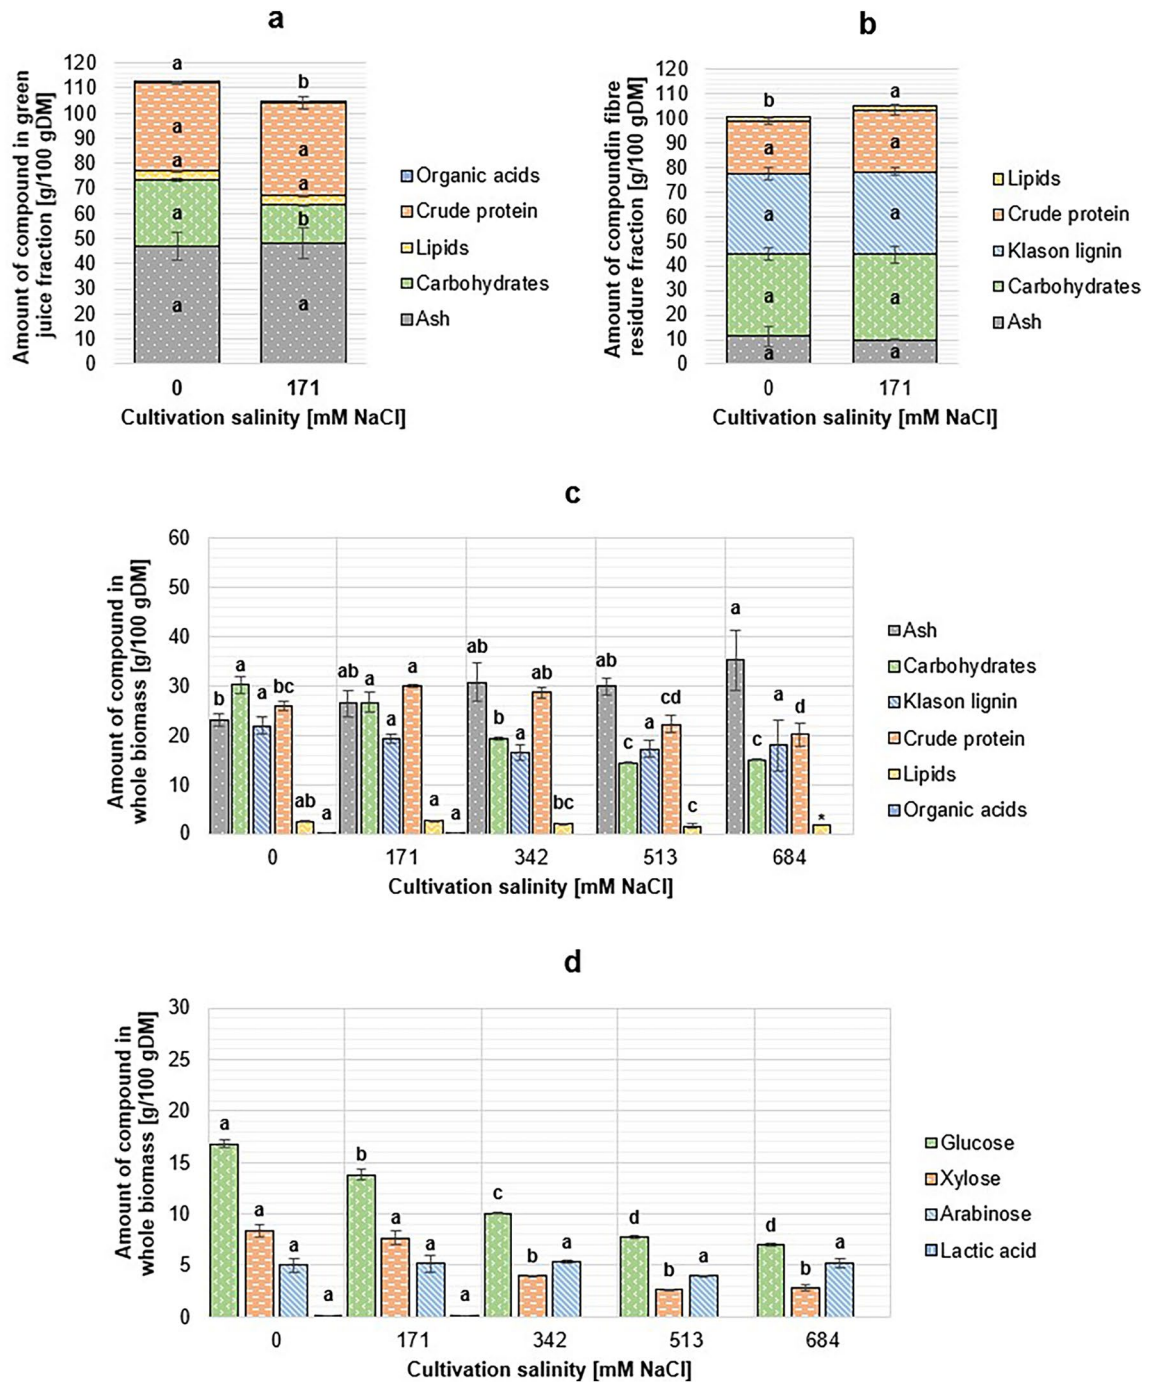 a
Amount of compound in green
juice fraction [g/100 gDM]
120
110
100
90
80
70
60
50
40
30
20
10
0
a
a
a
a
a
b
a
a
b
a
0 171
Cultivation salinity [mM NaCl]
Organic acids
Crude protein
Lipids
Carbohydrates
Ash
b
Amount of compoundin fibre
residure fraction [g/100 gDM]
120
110
100
90
80
70
60
50
40
30
20
10
0
b
a
a
a
a
a
a
a
a
a
0 171
Cultivation salinity [mM NaCl]
Lipids
Crude protein
Klason lignin
Carbohydrates
Ash
c
Amount of compound in
whole biomass [g/100 gDM]
60
50
40
30
20
10
0
b a a bc ab a
ab a a a a a
ab b a ab bc
ab c a cd c
a c a d *
0 171 342 513 684
Cultivation salinity [mM NaCl]
Ash
Carbohydrates
Klason lignin
Crude protein
Lipids
Organic acids
d
Amount of compound in
whole biomass [g/100 gDM]
30
25
20
15
10
5
0
a a a a
b a a a
c b a
d b a
d b a
0 171 342 513 684
Cultivation salinity [mM NaCl]
Glucose
Xylose
Arabinose
Lactic acid